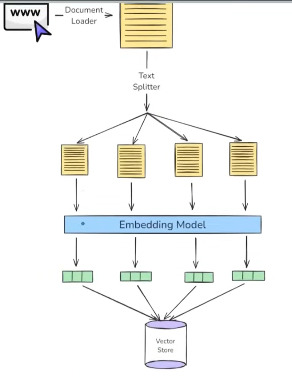 www
Document
Loader
Text
Splitter
Embedding Model
Vector
Store